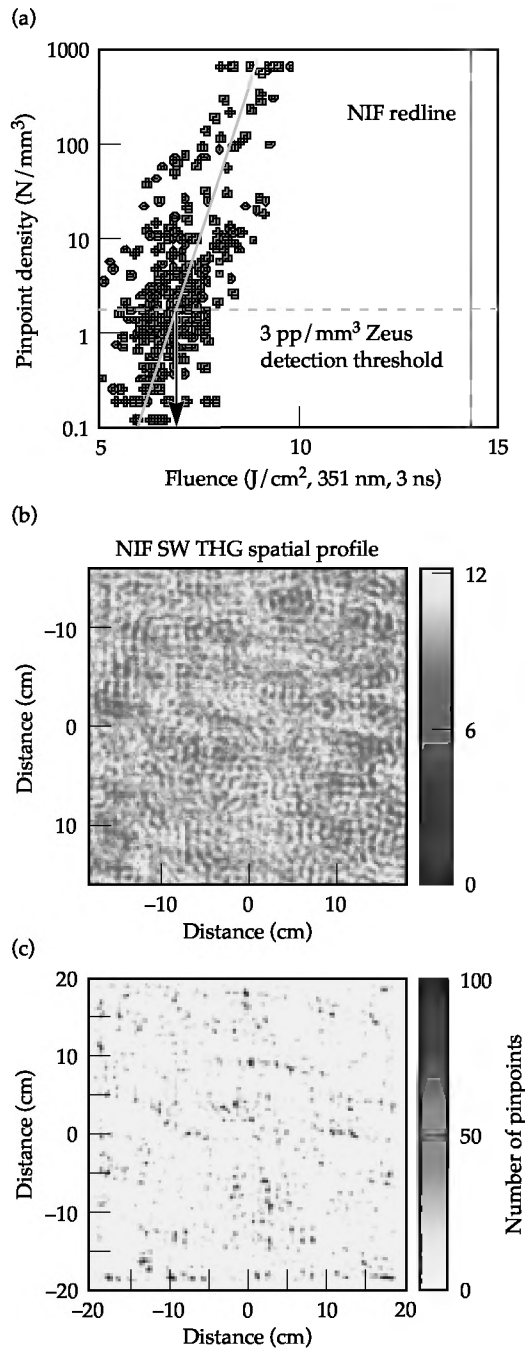 (a)
1000
100
10
1
0.1
Pinpoint density (N/mm³)
NIF redline
3 pp/mm³ Zeus
detection threshold
5
10
15
Fluence (J/cm², 351 nm, 3 ns)
(b)
NIF SW THG spatial profile
–10
0
10
Distance (cm)
12
6
0
–10
0
10
Distance (cm)
(c)
20
10
0
–10
–20
Distance (cm)
100
50
0
Number of pinpoints
–20
–10
0
10
20
Distance (cm)